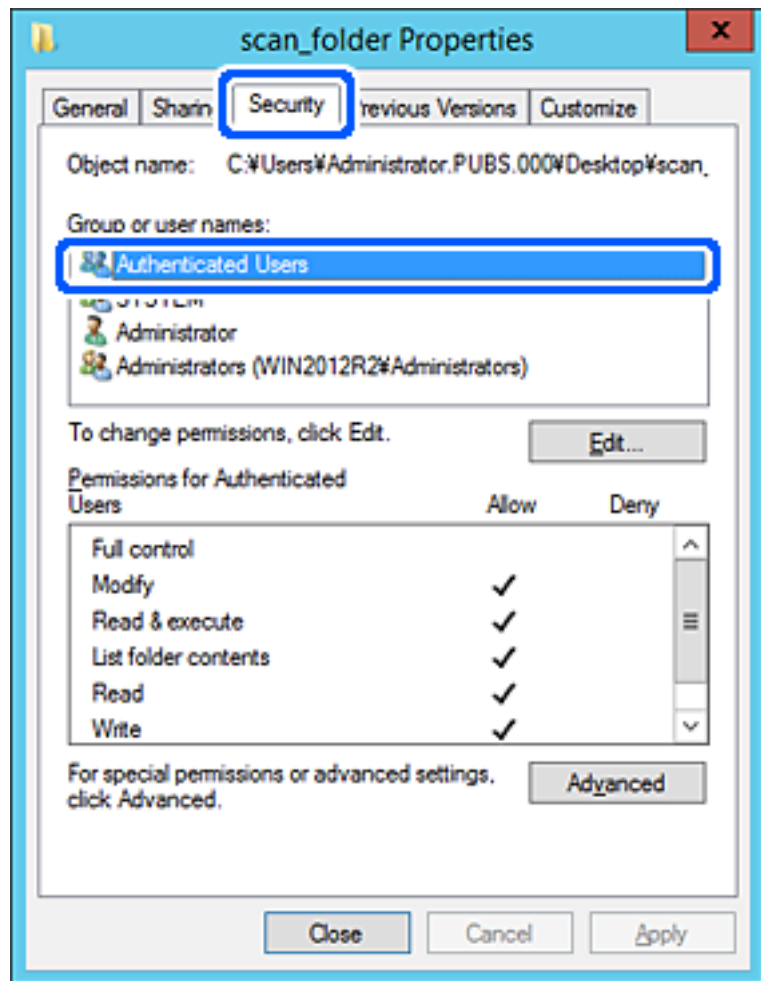 scan_folder Properties
x
General Security Customize
Versions
Object name: C:¥Users¥Administrator.PUBS.000¥Desktop¥scan_
Group or user names:
Authenticated Users
SYSTEM
Administrator
Administrators (WIN2012R2¥Administrators)
To change permissions, click Edit.
Edit...
Permissions for Authenticated
Users Allow Deny
Full control
Modify
Read & execute
List folder contents
Read
Write
For special permissions or advanced settings,
click Advanced.
Advanced
Close Cancel Apply